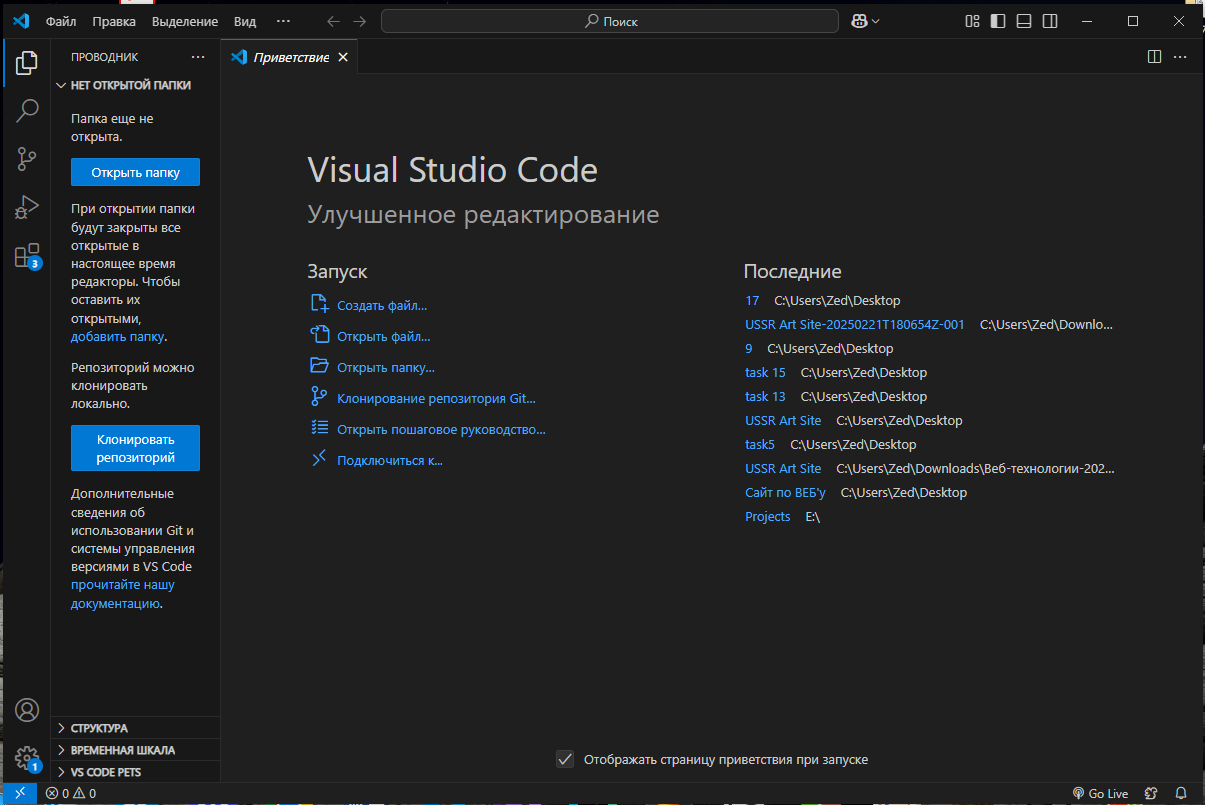 Файл Правка Выделение Вид ···
Поиск
ПРОВОДНИК ···
НЕТ ОТКРЫТОЙ ПАПКИ
Папка еще не
открыта.
Открыть папку
При открытии папки
будут закрыты все
открытые в
настоящее время
редакторы. Чтобы
оставить их
открытыми,
добавить папку.
Репозиторий можно
клонировать
локально.
Клонировать
репозиторий
Дополнительные
сведения об
использовании Git и
системы управления
версиями в VS Code
прочитайте нашу
документацию.
СТРУКТУРА
ВРЕМЕННАЯ ШКАЛА
VS CODE PETS
3
1
Приветствие
Visual Studio Code
Улучшенное редактирование
Запуск
Создать файл...
Открыть файл...
Открыть папку...
Клонирование репозитория Git...
Открыть пошаговое руководство...
Подключиться к...
Последние
17 C:\Users\Zed\Desktop
USSR Art Site-20250221T180654Z-001 C:\Users\Zed\Downlo...
9 C:\Users\Zed\Desktop
task 15 C:\Users\Zed\Desktop
task 13 C:\Users\Zed\Desktop
USSR Art Site C:\Users\Zed\Desktop
task5 C:\Users\Zed\Desktop
USSR Art Site C:\Users\Zed\Downloads\Веб-технологии-202...
Сайт по ВЕБ'у C:\Users\Zed\Desktop
Projects E:\
Отображать страницу приветствия при запуске
0 0
Go Live